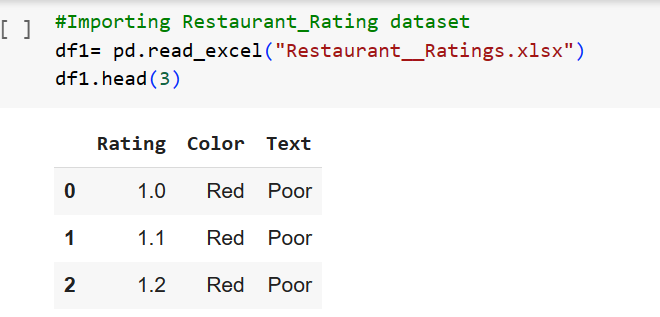 [ ] #Importing Restaurant_Rating dataset
df1= pd.read_excel("Restaurant__Ratings.xlsx")
df1.head(3)
Rating Color Text
0 1.0 Red Poor
1 1.1 Red Poor
2 1.2 Red Poor